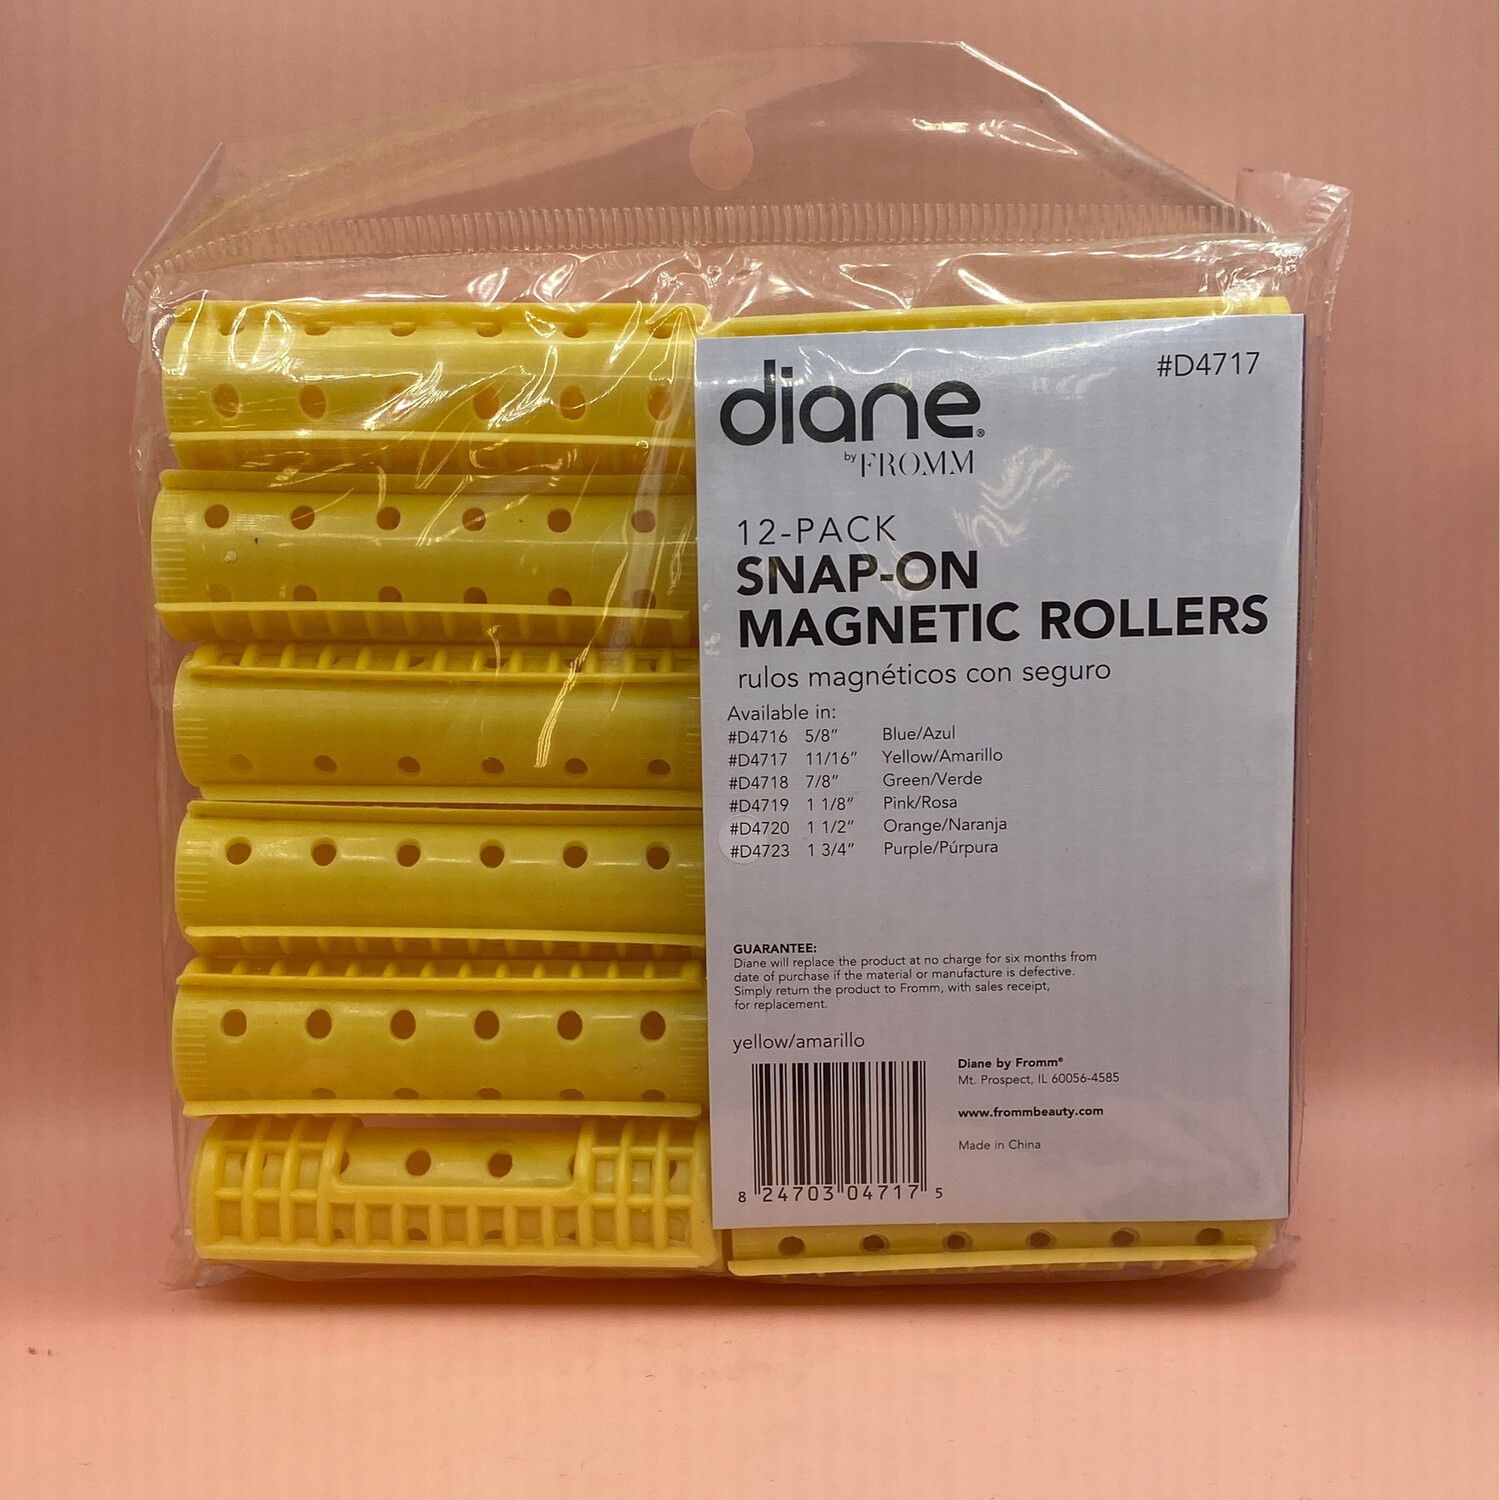 #D4717
diane®
by FROMM
12-PACK
SNAP-ON
MAGNETIC ROLLERS
rulos magnéticos con seguro
Available in:
#D4716 5/8" Blue/Azul
#D4717 11/16" Yellow/Amarillo
#D4718 7/8" Green/Verde
#D4719 1 1/8" Pink/Rosa
#D4720 1 1/2" Orange/Naranja
#D4723 1 3/4" Purple/Púrpura
GUARANTEE:
Diane will replace the product at no charge for six months from
date of purchase if the material or manufacture is defective.
Simply return the product to Fromm, with sales receipt,
for replacement.
yellow/amarillo
8 24703 04717 5
Diane by Fromm®
Mt. Prospect, IL 60056-4585
www.frommbeauty.com
Made in China